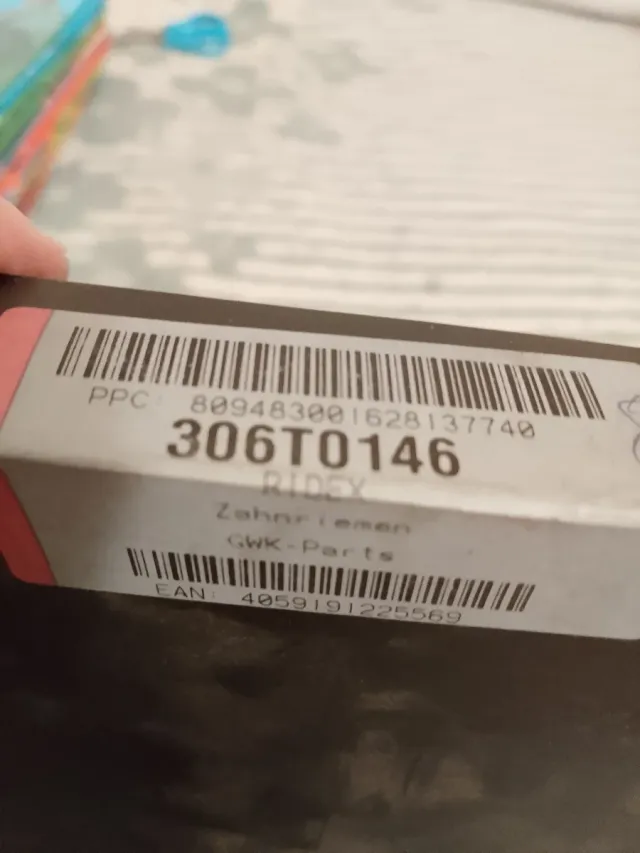 PPC: 809483001628137740
306T0146
RIDEX
Zahnriemen
GWK-Parts
EAN: 4059191225569